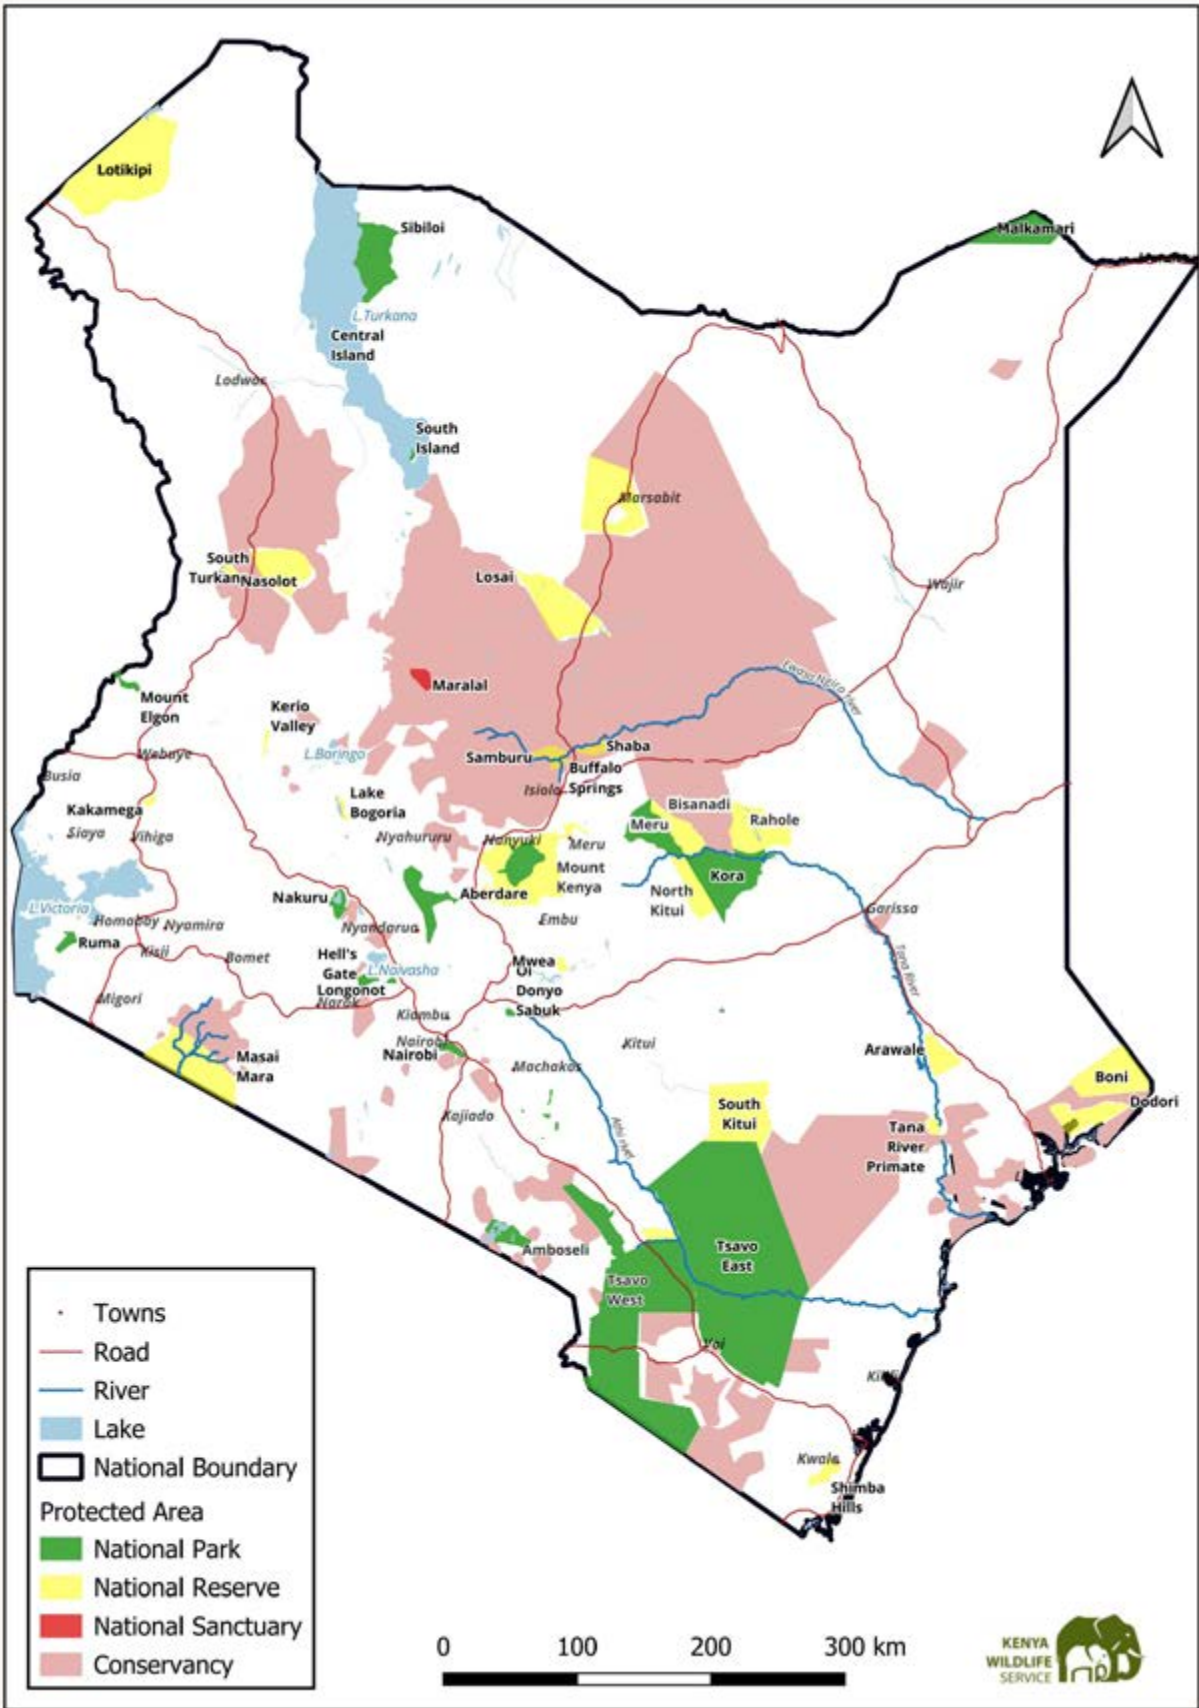 Lotikipi
Sibiloi
Malkamari
L.Turkana
Central
Island
Lodwar
South
Island
Marsabit
South
Turkan
Nasolot
Losai
Wajir
Maralal
Ewaso Ngiro river
Mount
Elgon
Kerio
Valley
L.Baringo
Webuye
Busia
Samburu
Shaba
Buffalo
Springs
Isiolo
Kakamega
Siaya
Vihiga
Lake
Bogoria
Nyahururu
Nanyuki
Meru
Mount
Kenya
Meru
Bisanadi
Rahole
Kora
North
Kitui
Nakuru
Aberdare
Nyandarua
Embu
Garissa
L.Victoria
Homabay
Nyamira
Ruma
Kisii
Bomet
Hell's
Gate
L.Naivasha
Longonot
Narok
Mwea
Ol
Donyo
Sabuk
Tana River
Migori
Kiambu
Nairobi
Nairobi
Kitui
Machakos
Masai
Mara
Arawale
Boni
Dodori
Kajiado
Athi river
South
Kitui
Tana
River
Primate
Amboseli
Tsavo
East
Tsavo
West
Voi
Kwale
Shimba
Hills
Towns
Road
River
Lake
National Boundary
Protected Area
National Park
National Reserve
National Sanctuary
Conservancy
0 100 200 300 km
KENYA
WILDLIFE
SERVICE